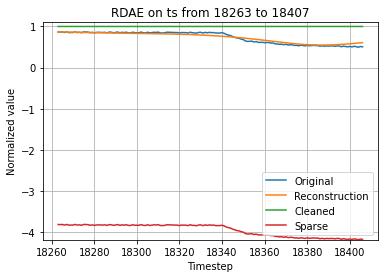 RDAE on ts from 18263 to 18407
Normalized value
1
0
−1
−2
−3
−4
Original
Reconstruction
Cleaned
Sparse
18260 18280 18300 18320 18340 18360 18380 18400
Timestep